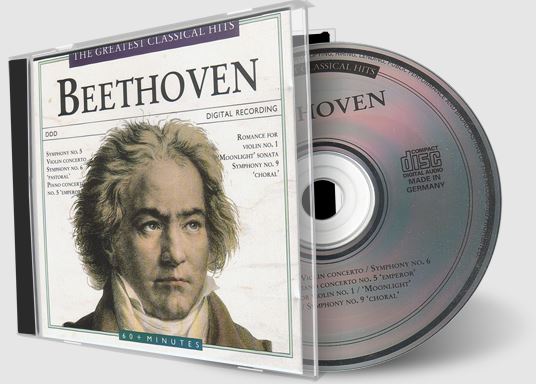 THE GREATEST CLASSICAL HITS
BEETHOVEN
DIGITAL RECORDING
DDD
SYMPHONY NO. 5
VIOLIN CONCERTO
SYMPHONY NO. 6
'PASTORAL'
PIANO CONCERTO
NO. 5 'EMPEROR'
ROMANCE FOR
VIOLIN NO. 1
'MOONLIGHT' SONATA
SYMPHONY NO. 9
'CHORAL'
60+ MINUTES
CLASSICAL HITS
HOVEN
COMPACT
disc
DIGITAL AUDIO
MADE IN
GERMANY
VIOLIN CONCERTO / SYMPHONY NO. 6
CONCERTO NO. 5 'EMPEROR'
VIOLIN NO. 1 / 'MOONLIGHT'
SYMPHONY NO. 9 'CHORAL'